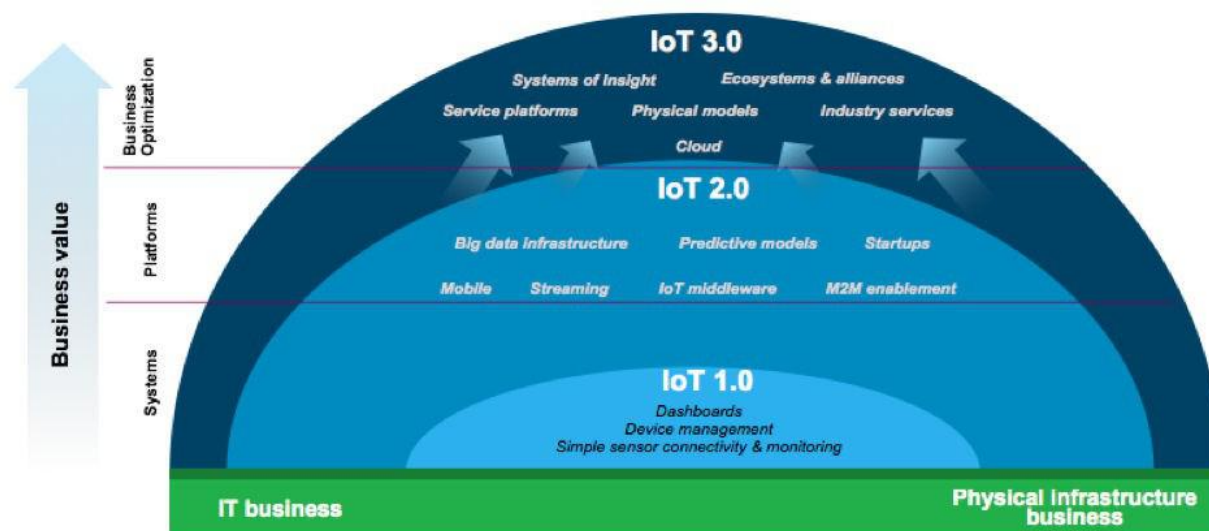 IoT 3.0
Systems of Insight
Ecosystems & alliances
Service platforms
Physical models
Industry services
Cloud
IoT 2.0
Big data infrastructure
Predictive models
Startups
Mobile
Streaming
IoT middleware
M2M enablement
IoT 1.0
Dashboards
Device management
Simple sensor connectivity & monitoring
Business value
Business
Optimization
Platforms
Systems
IT business
Physical infrastructure
business